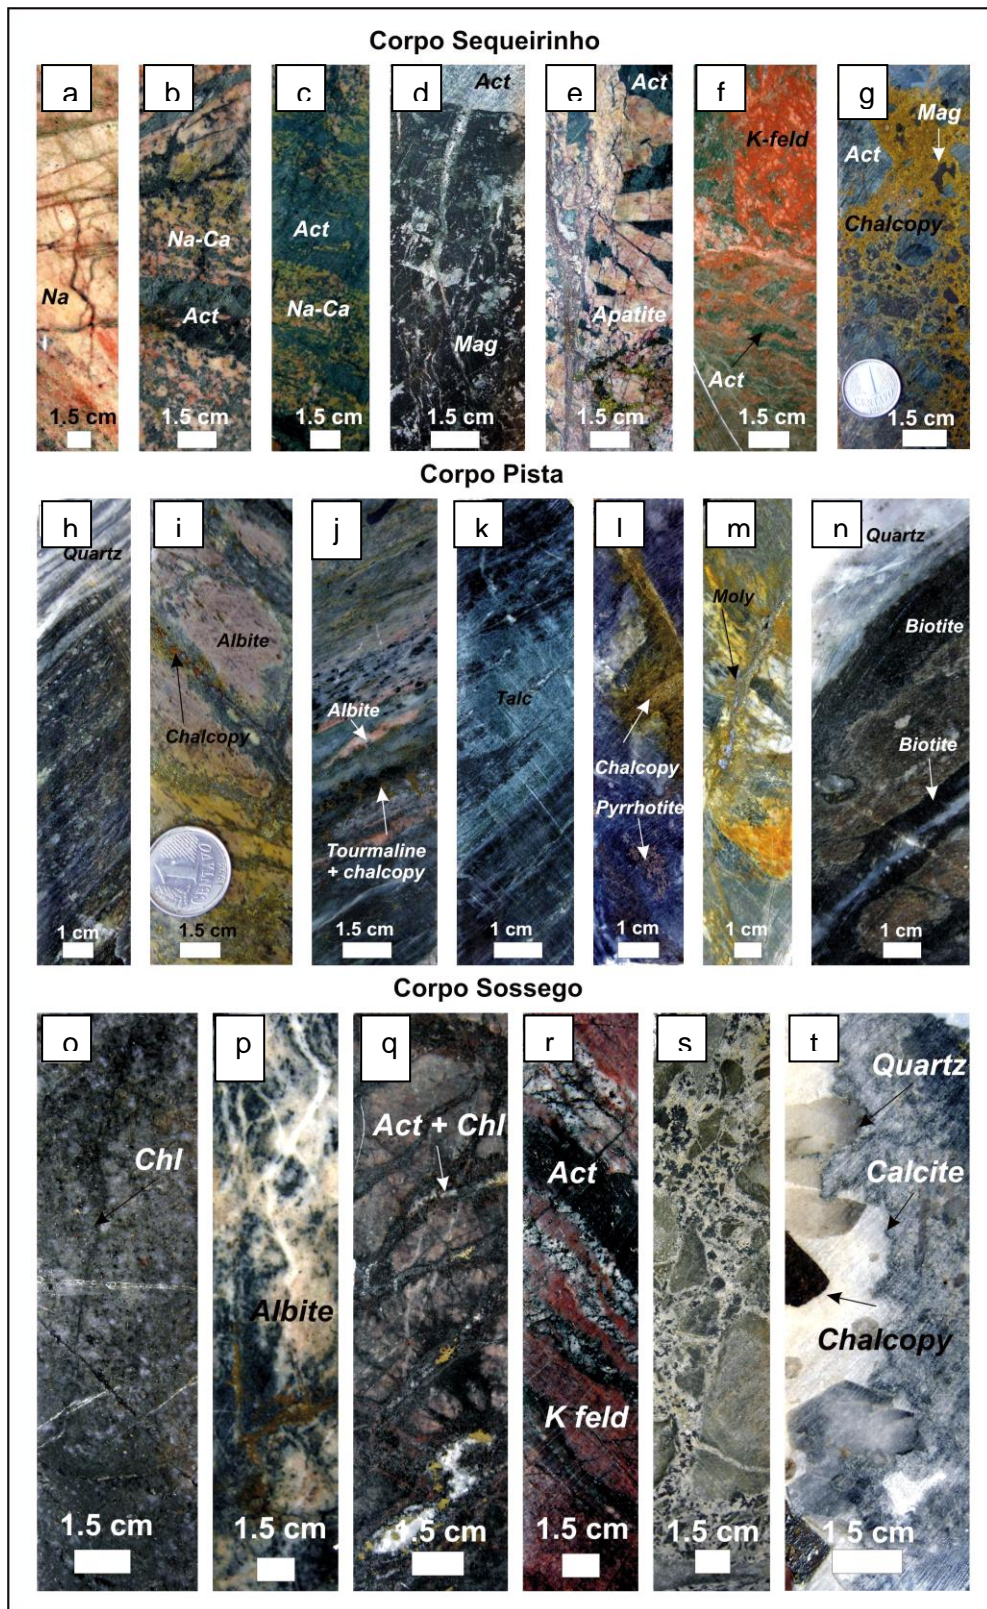 Corpo Sequeirinho
a
b
c
d
e
f
g
Act
Act
Mag
K-feld
Act
Act
Na-Ca
Chalcopy
Na
Na-Ca
Act
Apatite
Mag
Act
1
CENTAVO
1.5 cm
1.5 cm
1.5 cm
1.5 cm
1.5 cm
1.5 cm
1.5 cm
Corpo Pista
h
i
j
k
l
m
n
Quartz
Quartz
Moly
Albite
Biotite
Talc
Albite
Chalcopy
Chalcopy
Biotite
Pyrrhotite
Tourmaline
+ chalcopy
1
CENTAVO
1 cm
1.5 cm
1.5 cm
1 cm
1 cm
1 cm
1 cm
Corpo Sossego
o
p
q
r
s
t
Quartz
Act + Chl
Chl
Act
Calcite
Albite
Chalcopy
K feld
1.5 cm
1.5 cm
1.5 cm
1.5 cm
1.5 cm
1.5 cm